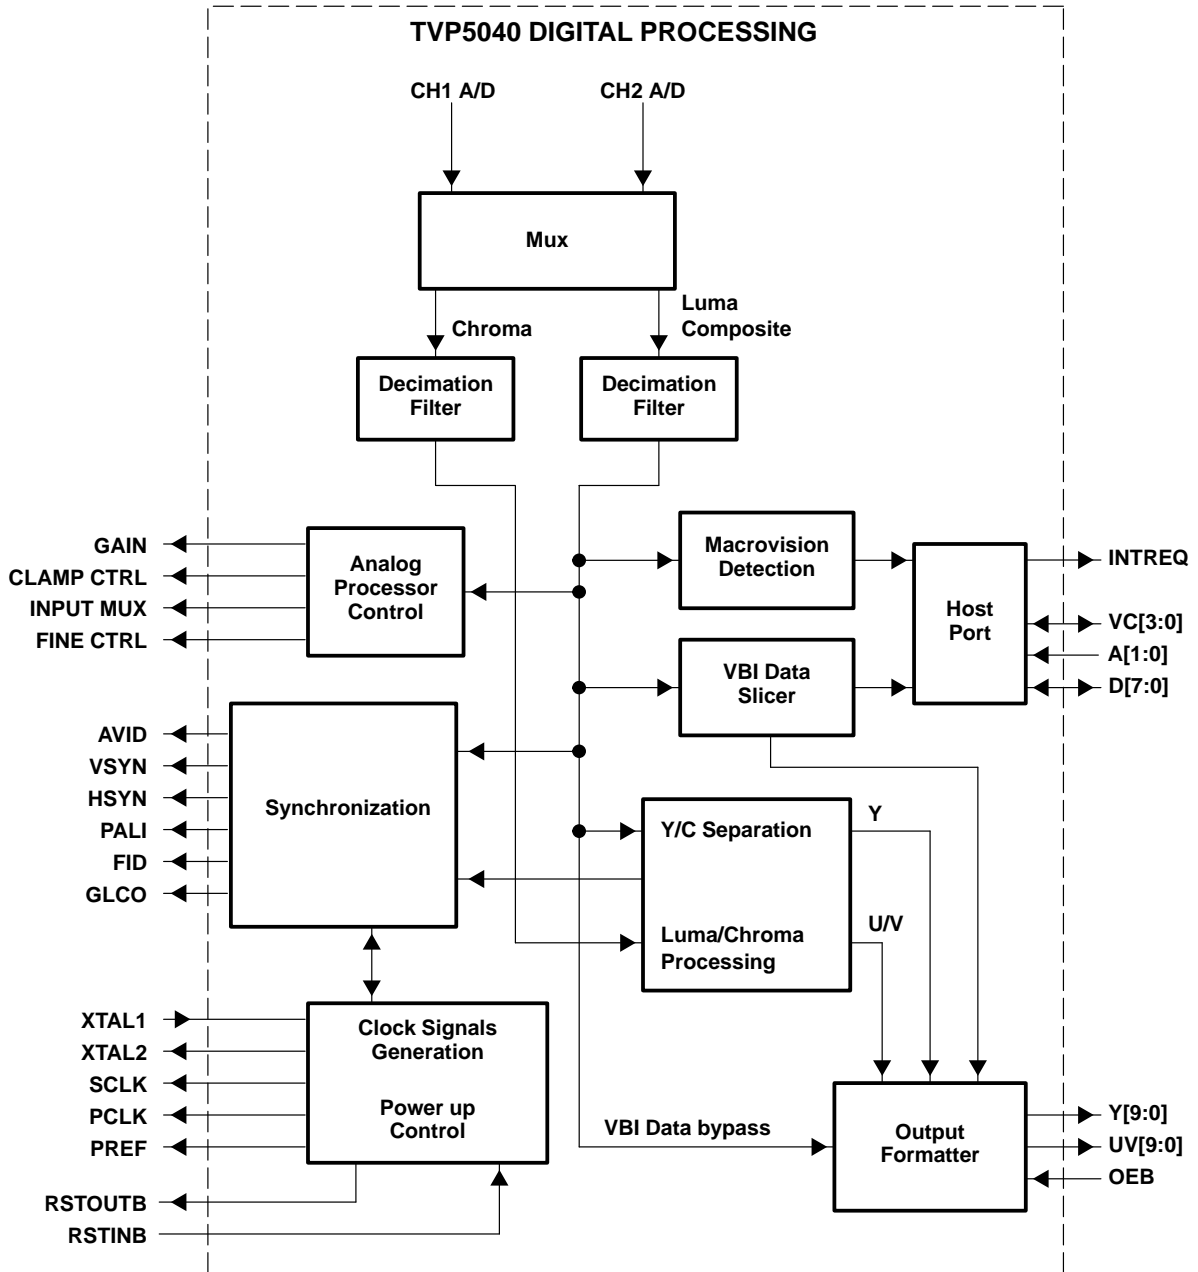 TVP5040 DIGITAL PROCESSING
CH1 A/D
CH2 A/D
Mux
Chroma
Luma
Composite
Decimation
Filter
Decimation
Filter
GAIN
CLAMP CTRL
INPUT MUX
FINE CTRL
Analog
Processor
Control
Macrovision
Detection
Host
Port
INTREQ
VC[3:0]
A[1:0]
D[7:0]
VBI Data
Slicer
AVID
VSYN
HSYN
PALI
FID
GLCO
Synchronization
Y/C Separation
Luma/Chroma
Processing
Y
U/V
XTAL1
XTAL2
SCLK
PCLK
PREF
RSTOUTB
RSTINB
Clock Signals
Generation
Power up
Control
VBI Data bypass
Output
Formatter
Y[9:0]
UV[9:0]
OEB